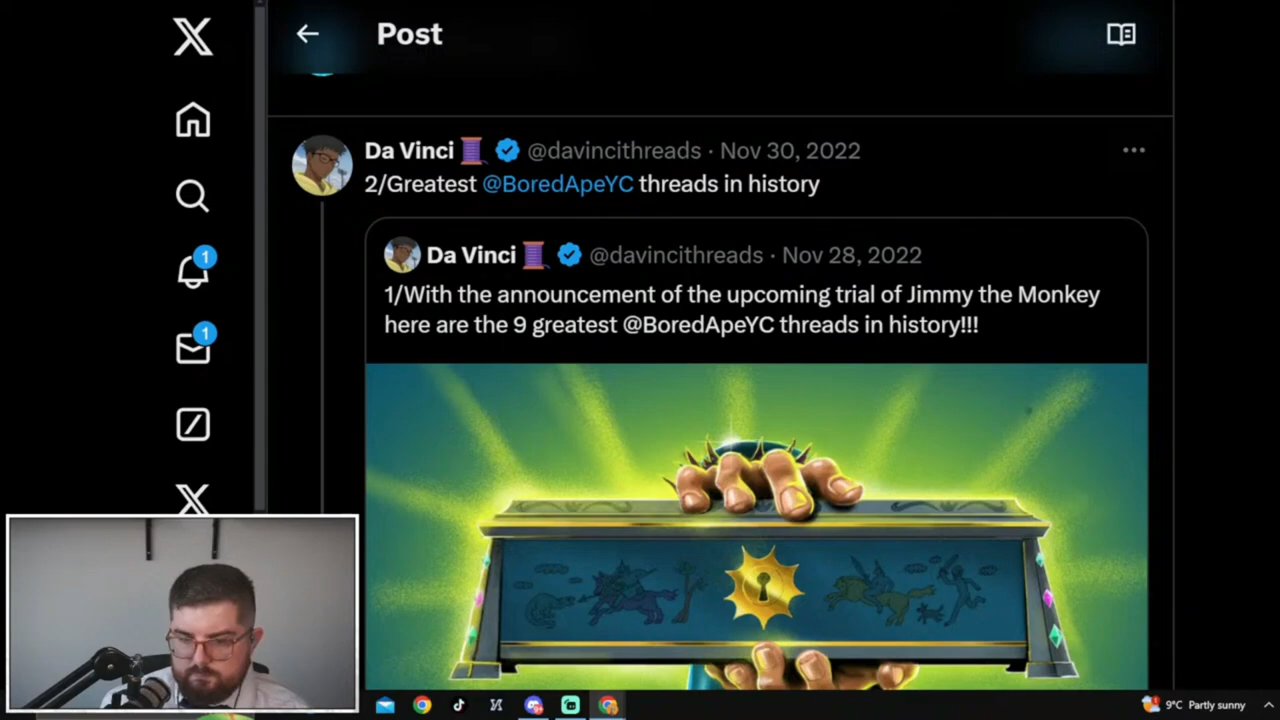 Post
Da Vinci @davincithreads · Nov 30, 2022
2/Greatest @BoredApeYC threads in history
Da Vinci @davincithreads · Nov 28, 2022
1/With the announcement of the upcoming trial of Jimmy the Monkey
here are the 9 greatest @BoredApeYC threads in history!!!
1
1
9°C Partly sunny